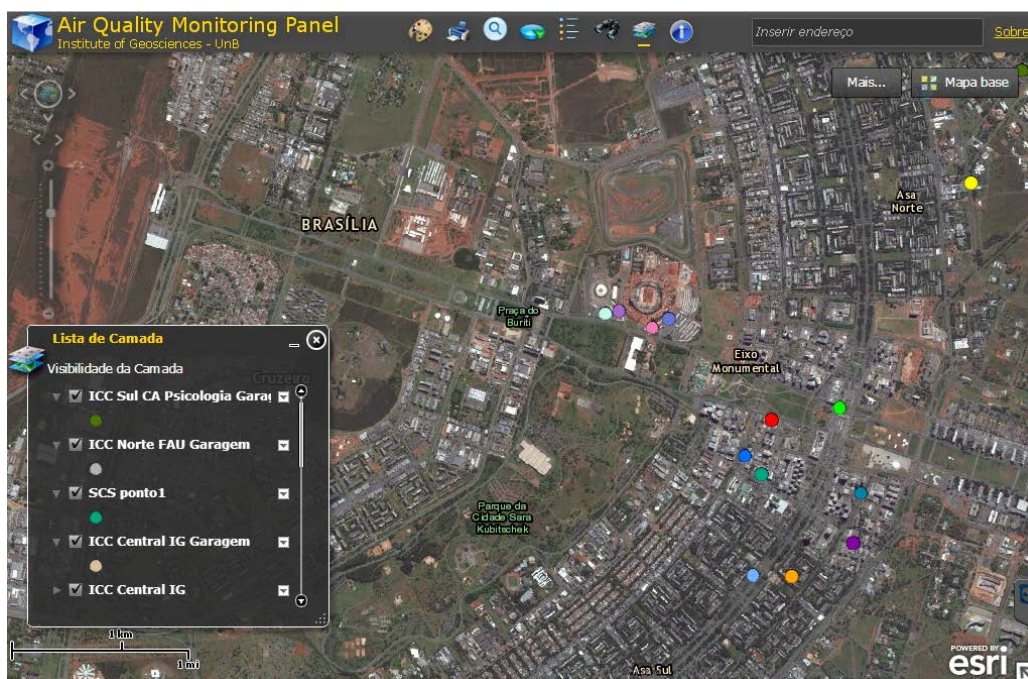 Air Quality Monitoring Panel
Institute of Geosciences - UnB
Inserir endereço
Sobre
Mais...
Mapa base
Asa
Norte
BRASÍLIA
Praça do
Buriti
Eixo
Monumental
Lista de Camada
Visibilidade da Camada
Cruzeiro
ICC Sul CA Psicologia Garag
ICC Norte FAU Garagem
SCS ponto1
ICC Central IG Garagem
ICC Central IG
Parque da
Cidade Sara
Kubitschek
1 km
1 mi
Asa Sul
POWERED BY
esri